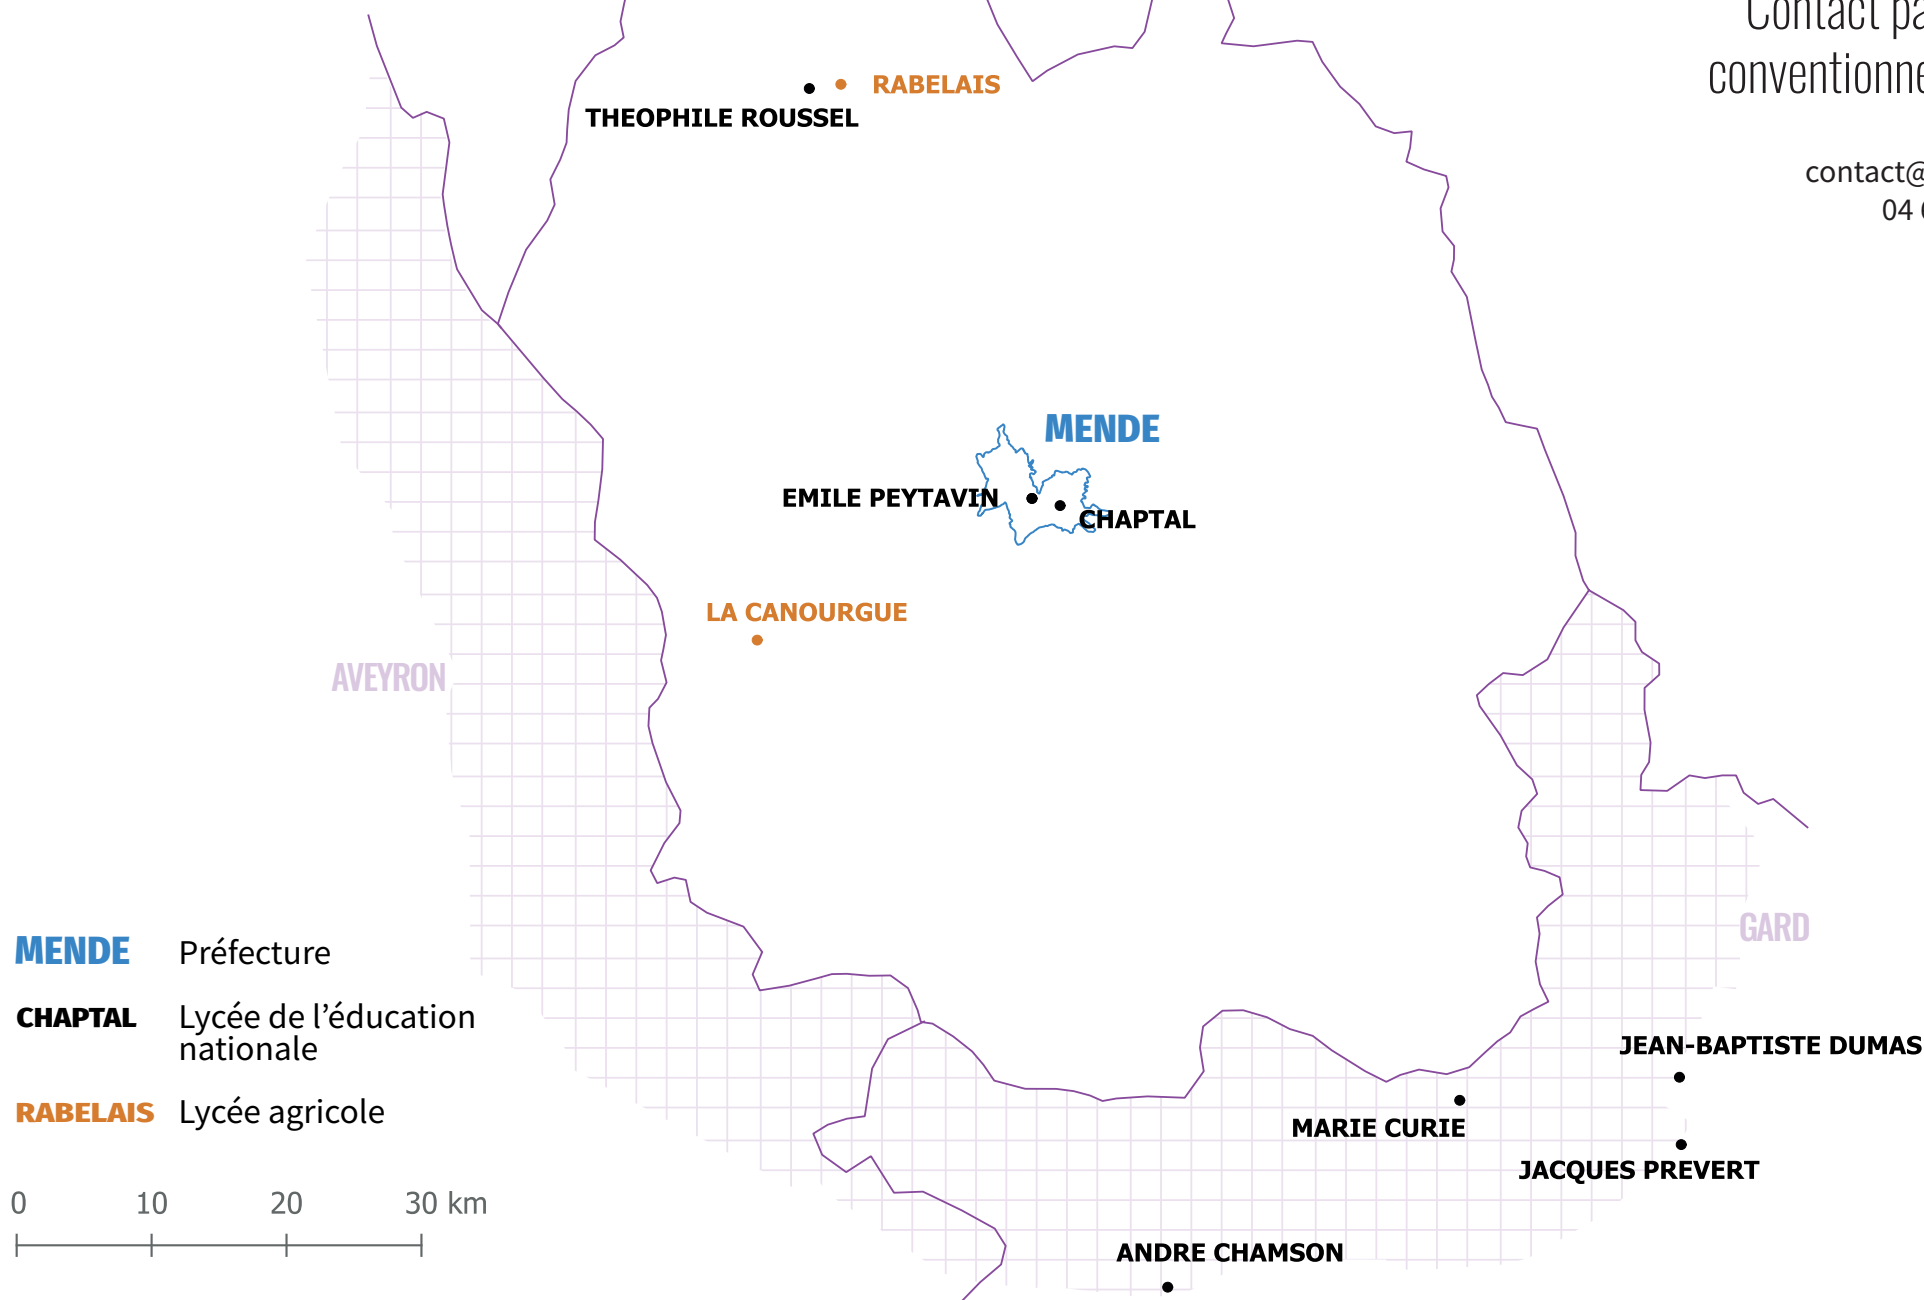 Contact pa
conventionne
contact@
04
RABELAIS
THEOPHILE ROUSSEL
MENDE
EMILE PEYTAVIN
CHAPTAL
LA CANOURGUE
AVEYRON
GARD
MENDE Préfecture
CHAPTAL Lycée de l’éducation
nationale
RABELAIS Lycée agricole
JEAN-BAPTISTE DUMAS
MARIE CURIE
JACQUES PREVERT
0 10 20 30 km
ANDRE CHAMSON